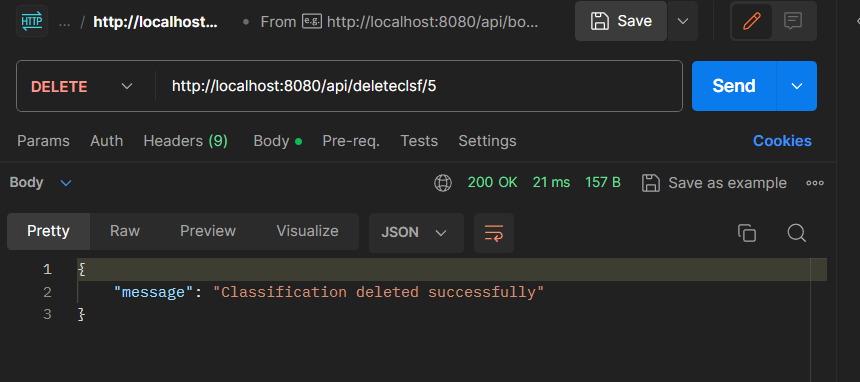 HTTP ... / http://localhost... From e.g. http://localhost:8080/api/bo... Save
DELETE http://localhost:8080/api/deleteclsf/5 Send
Params Auth Headers (9) Body Pre-req. Tests Settings Cookies
Body 200 OK 21 ms 157 B Save as example
Pretty Raw Preview Visualize JSON
1 {
2 "message": "Classification deleted successfully"
3 }